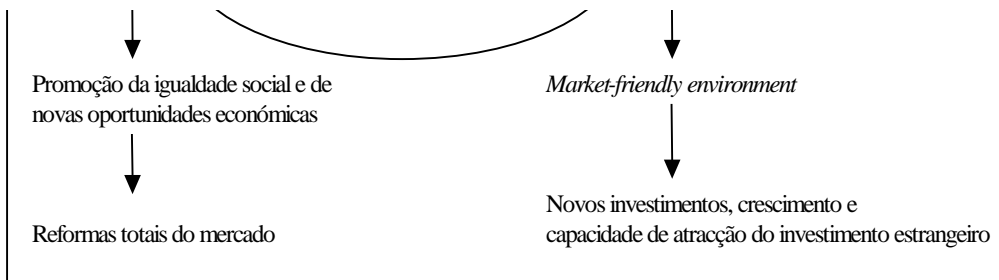 Promoção da igualdade social e de
novas oportunidades económicas
Reformas totais do mercado
Market-friendly environment
Novos investimentos, crescimento e
capacidade de atracção do investimento estrangeiro